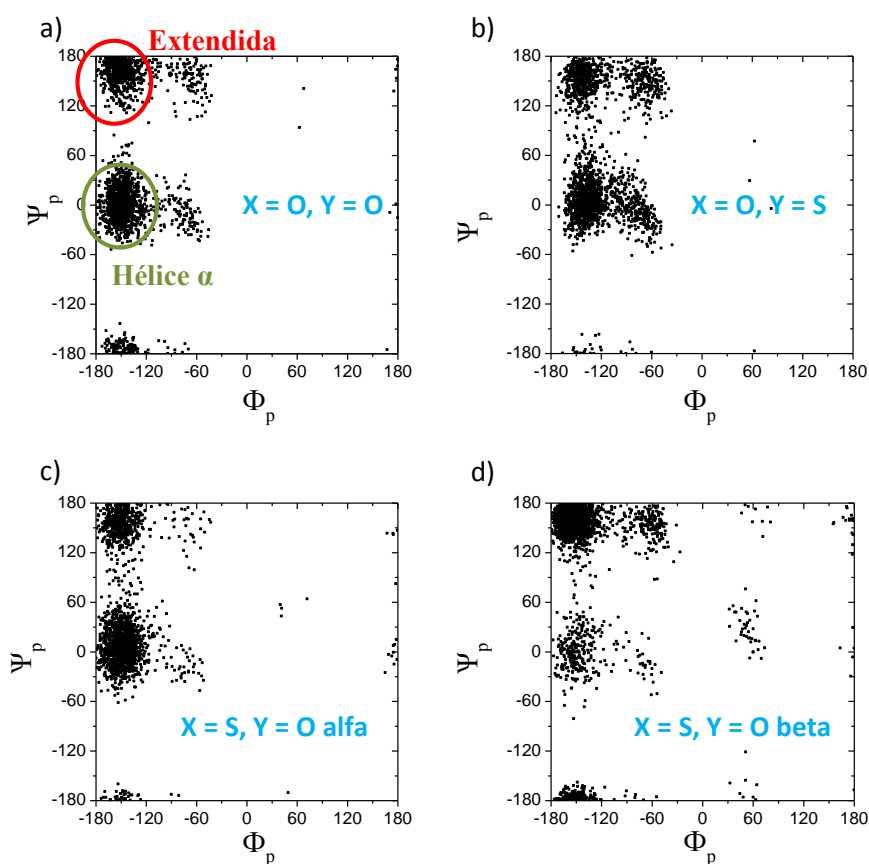 a)
Extendida
180
120
60
0
-60
-120
-180
Ψp
X = O, Y = O
Hélice α
-180 -120 -60 0 60 120 180
Φp
b)
180
120
60
0
-60
-120
-180
Ψp
X = O, Y = S
-180 -120 -60 0 60 120 180
Φp
c)
180
120
60
0
-60
-120
-180
Ψp
X = S, Y = O alfa
-180 -120 -60 0 60 120 180
Φp
d)
180
120
60
0
-60
-120
-180
Ψp
X = S, Y = O beta
-180 -120 -60 0 60 120 180
Φp